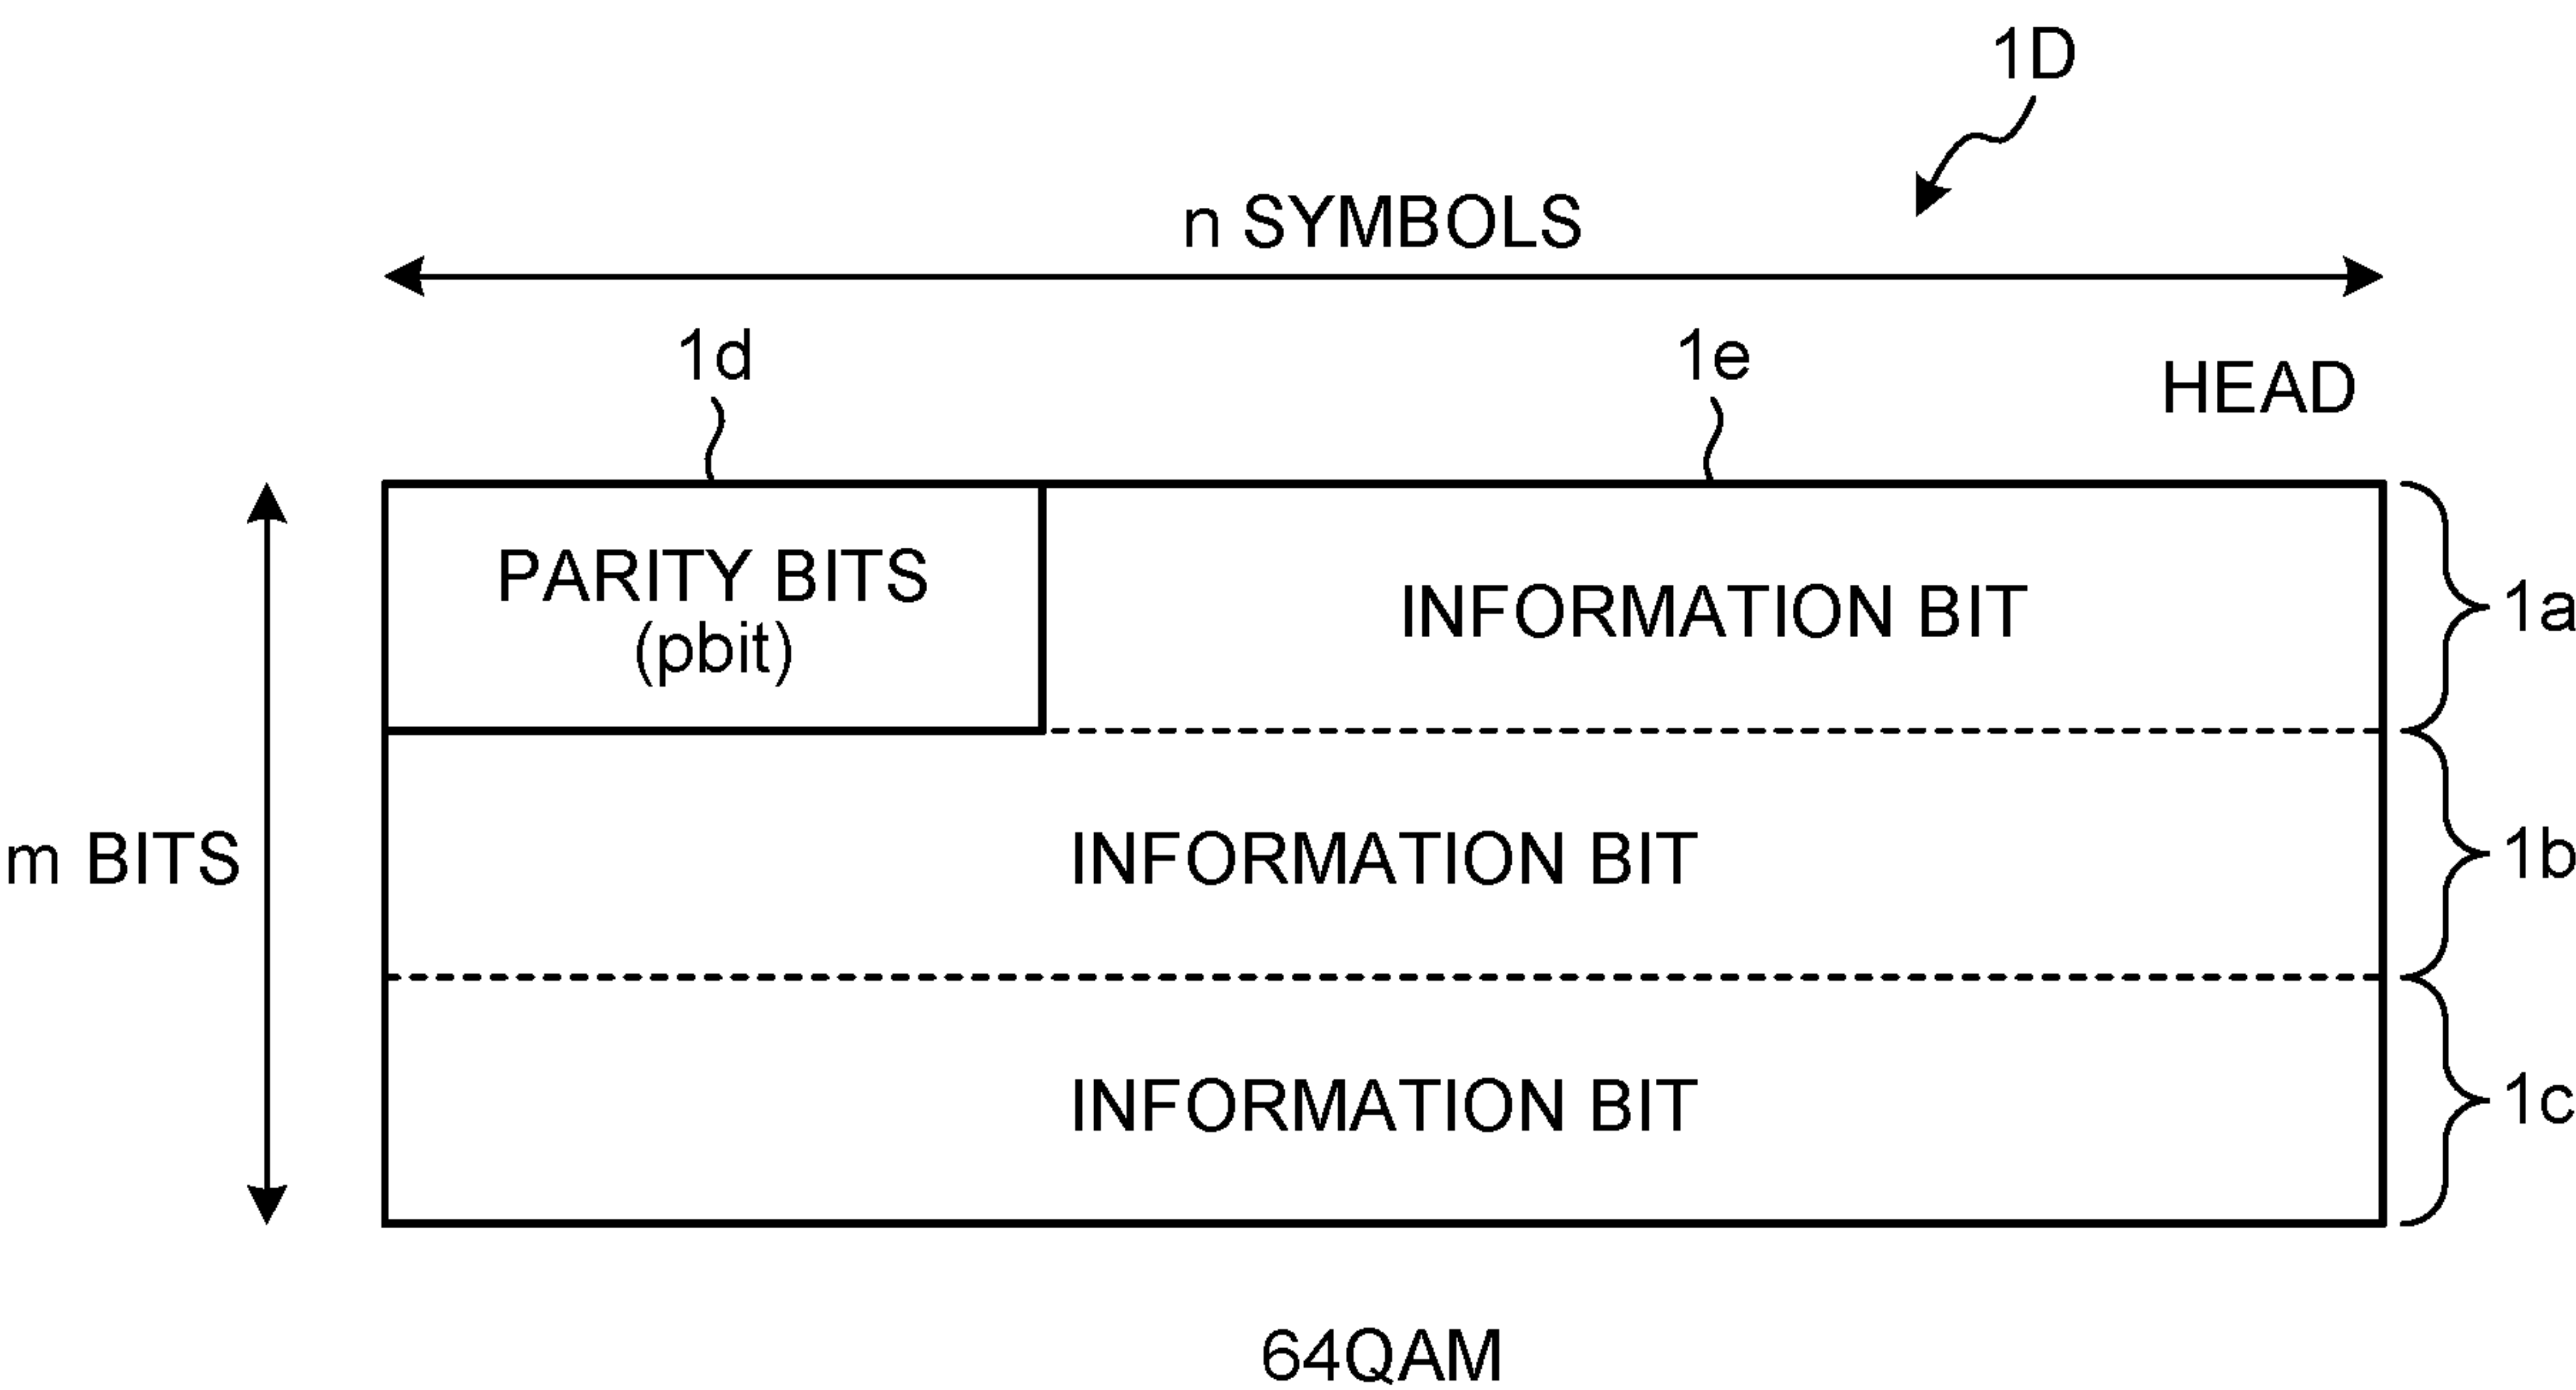 1D
n SYMBOLS
1d
1e
HEAD
PARITY BITS
(pbit)
INFORMATION BIT
1a
m BITS
INFORMATION BIT
1b
INFORMATION BIT
1c
64QAM